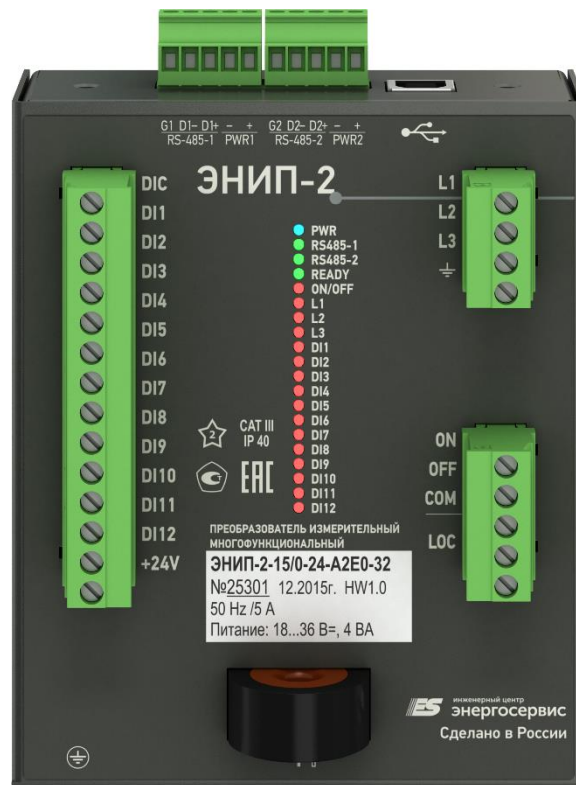 G1 D1- D1+ - + G2 D2- D2+ - +
RS-485-1 PWR1 RS-485-2 PWR2
ЭНИП-2
DIC
DI1
DI2
DI3
DI4
DI5
DI6
DI7
DI8
DI9
DI10
DI11
DI12
+24V
PWR
RS485-1
RS485-2
READY
ON/OFF
L1
L2
L3
DI1
DI2
DI3
DI4
DI5
DI6
DI7
DI8
DI9
DI10
DI11
DI12
L1
L2
L3
2
CAT III
IP 40
EAC
ON
OFF
COM
LOC
ПРЕОБРАЗОВАТЕЛЬ ИЗМЕРИТЕЛЬНЫЙ
МНОГОФУНКЦИОНАЛЬНЫЙ
ЭНИП-2-15/0-24-А2Е0-32
№25301 12.2015г. HW1.0
50 Hz /5 A
Питание: 18...36 В=, 4 ВА
ES инженерный центр
энергосервис
Сделано в России